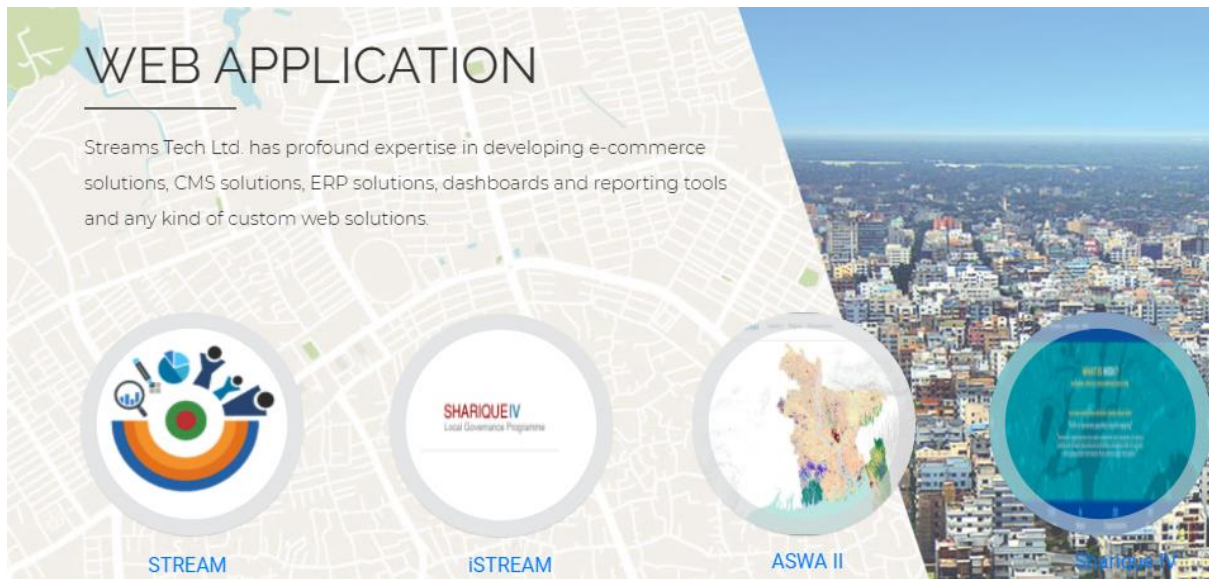 WEB APPLICATION
Streams Tech Ltd. has profound expertise in developing e-commerce
solutions, CMS solutions, ERP solutions, dashboards and reporting tools
and any kind of custom web solutions.
SHARIQUE IV
Local Governance Programme
WHAT IS
STREAM
iSTREAM
ASWA II
Sharique IV